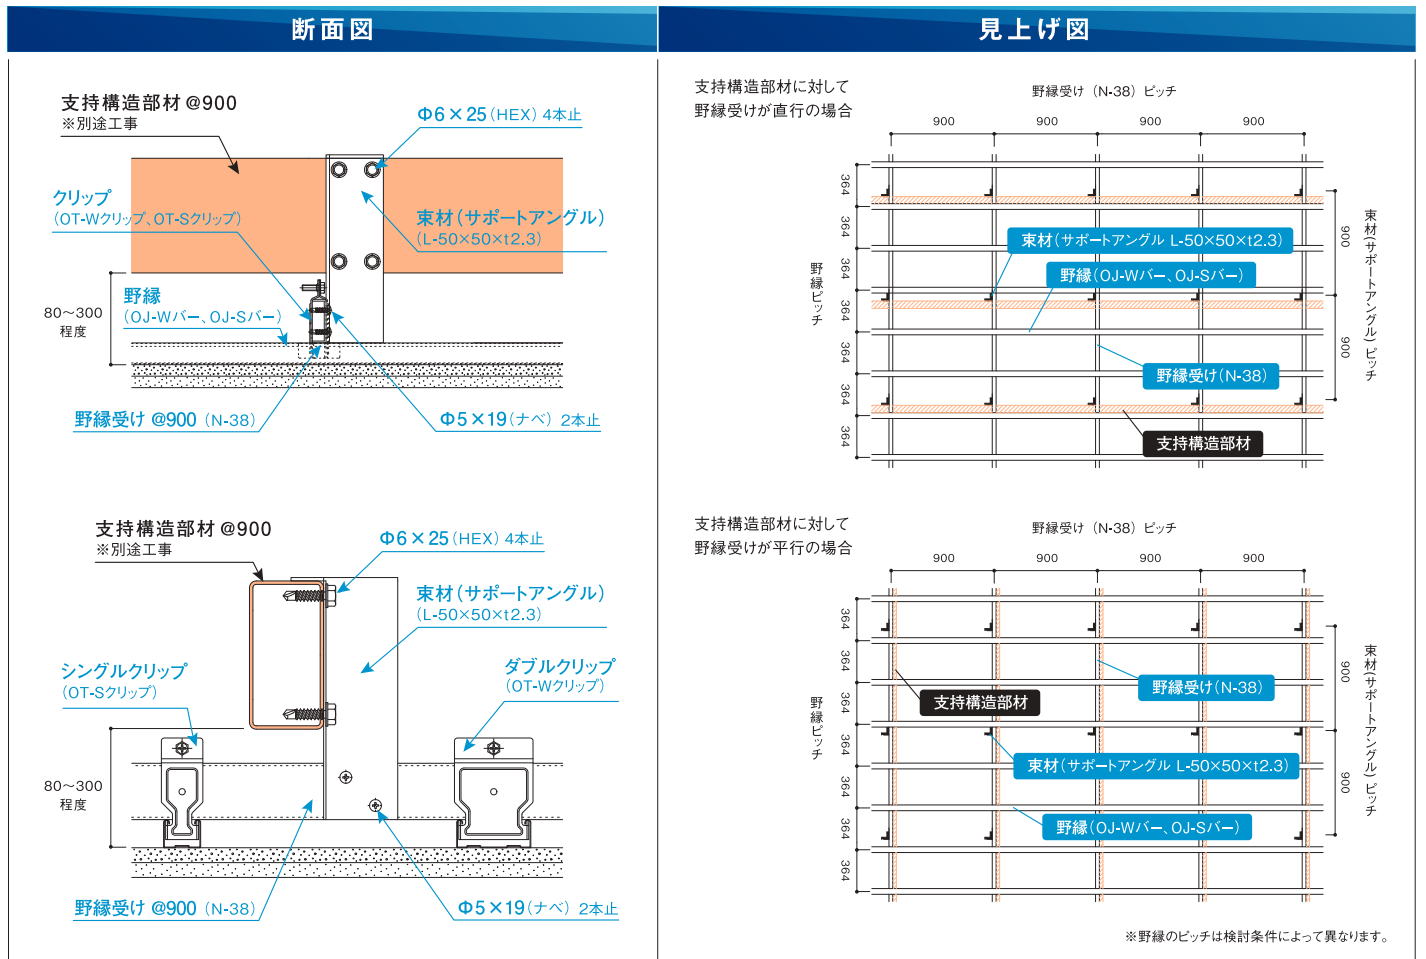 断面図
支持構造部材 @900
※別途工事
Φ6×25(HEX) 4本止
クリップ
(OT-Wクリップ、OT-Sクリップ)
束材(サポートアングル)
(L-50×50×t2.3)
野縁
(OJ-Wバー、OJ-Sバー)
80〜300
程度
野縁受け @900 (N-38)
Φ5×19(ナベ) 2本止
支持構造部材 @900
※別途工事
Φ6×25(HEX) 4本止
束材(サポートアングル)
(L-50×50×t2.3)
シングルクリップ
(OT-Sクリップ)
ダブルクリップ
(OT-Wクリップ)
80〜300
程度
野縁受け @900 (N-38)
Φ5×19(ナベ) 2本止
見上げ図
支持構造部材に対して
野縁受けが直行の場合
野縁受け (N-38) ピッチ
900 900 900 900
364
364
364
364
364
364
364
野縁ピッチ
900
900
束材(サポートアングル) ピッチ
束材(サポートアングル L-50×50×t2.3)
野縁(OJ-Wバー、OJ-Sバー)
野縁受け(N-38)
支持構造部材
支持構造部材に対して
野縁受けが平行の場合
野縁受け (N-38) ピッチ
900 900 900 900
364
364
364
364
364
364
364
野縁ピッチ
900
900
束材(サポートアングル) ピッチ
野縁受け(N-38)
支持構造部材
束材(サポートアングル L-50×50×t2.3)
野縁(OJ-Wバー、OJ-Sバー)
※野縁のピッチは検討条件によって異なります。